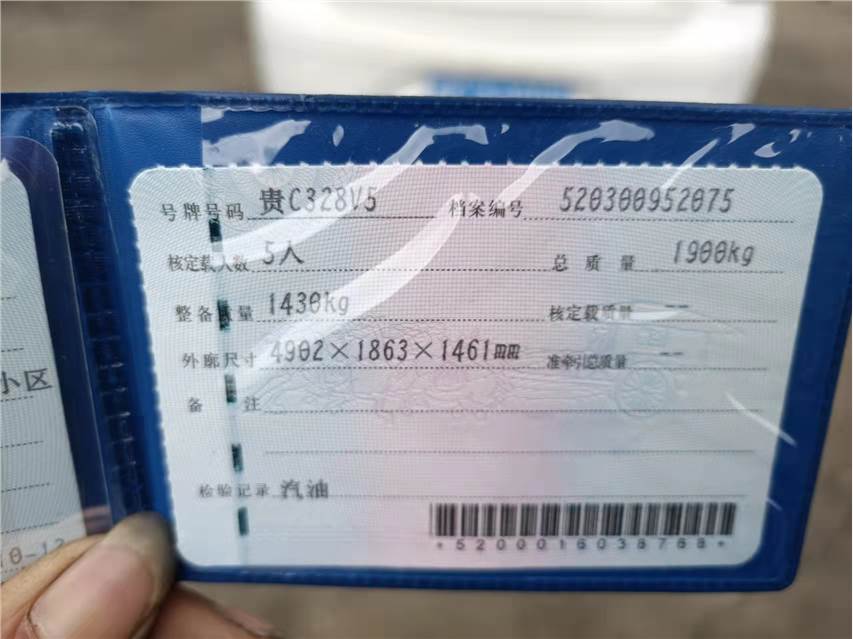 号牌号码 贵C328V5 档案编号 520300952075
核定载人数 5人 总质量 1900kg
整备质量 1430kg 核定载质量 --
外廓尺寸 4902×1863×1461mm 准牵引总质量 --
小区
备注
检验记录 汽油
*5200016038768*